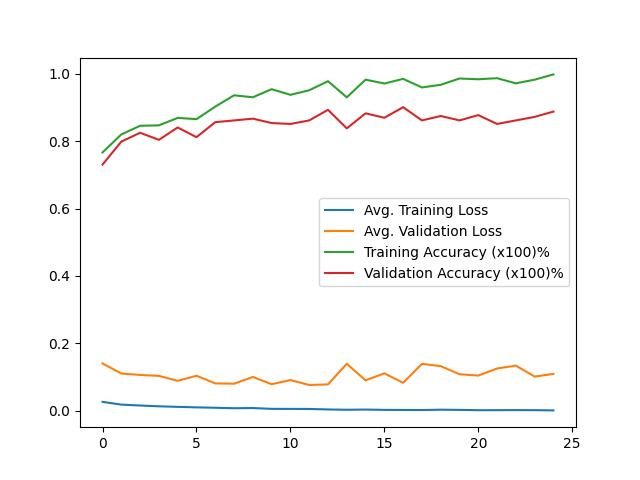 1.0
0.8
0.6
0.4
0.2
0.0
Avg. Training Loss
Avg. Validation Loss
Training Accuracy (x100)%
Validation Accuracy (x100)%
0 5 10 15 20 25